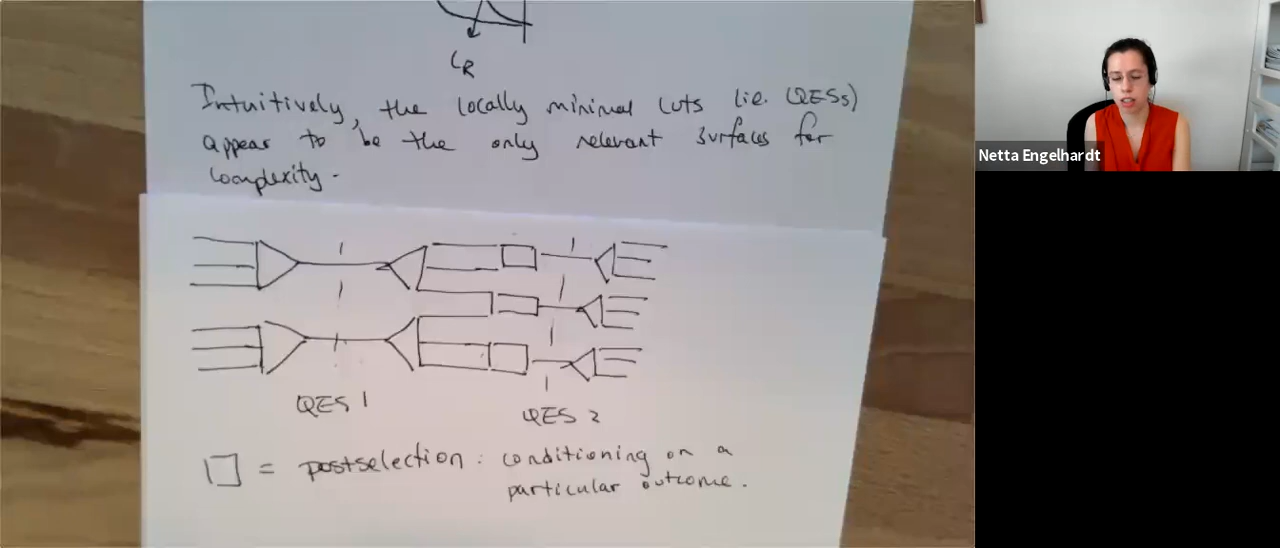 CR
Intuitively, the locally minimal cuts (i.e. QESs)
appear to be the only relevant surfaces for
complexity.
QES 1
QES 2
□ = postselection: conditioning on a
particular outcome.
Netta Engelhardt